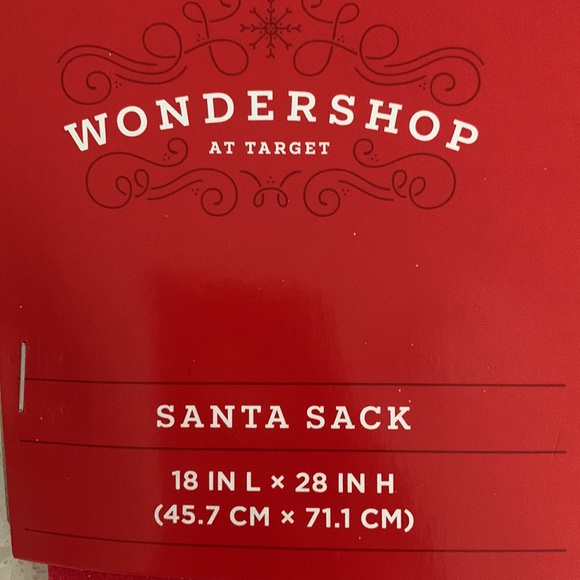 WONDERSHOP
AT TARGET
SANTA SACK
18 IN L × 28 IN H
(45.7 CM × 71.1 CM)